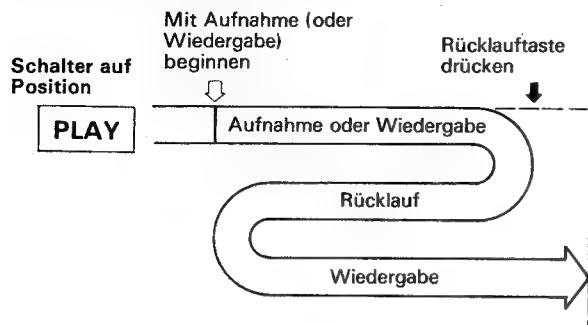 Mit Aufnahme (oder
Wiedergabe)
beginnen
Rücklauftaste
drücken
Schalter auf
Position
PLAY
Aufnahme oder Wiedergabe
Rücklauf
Wiedergabe